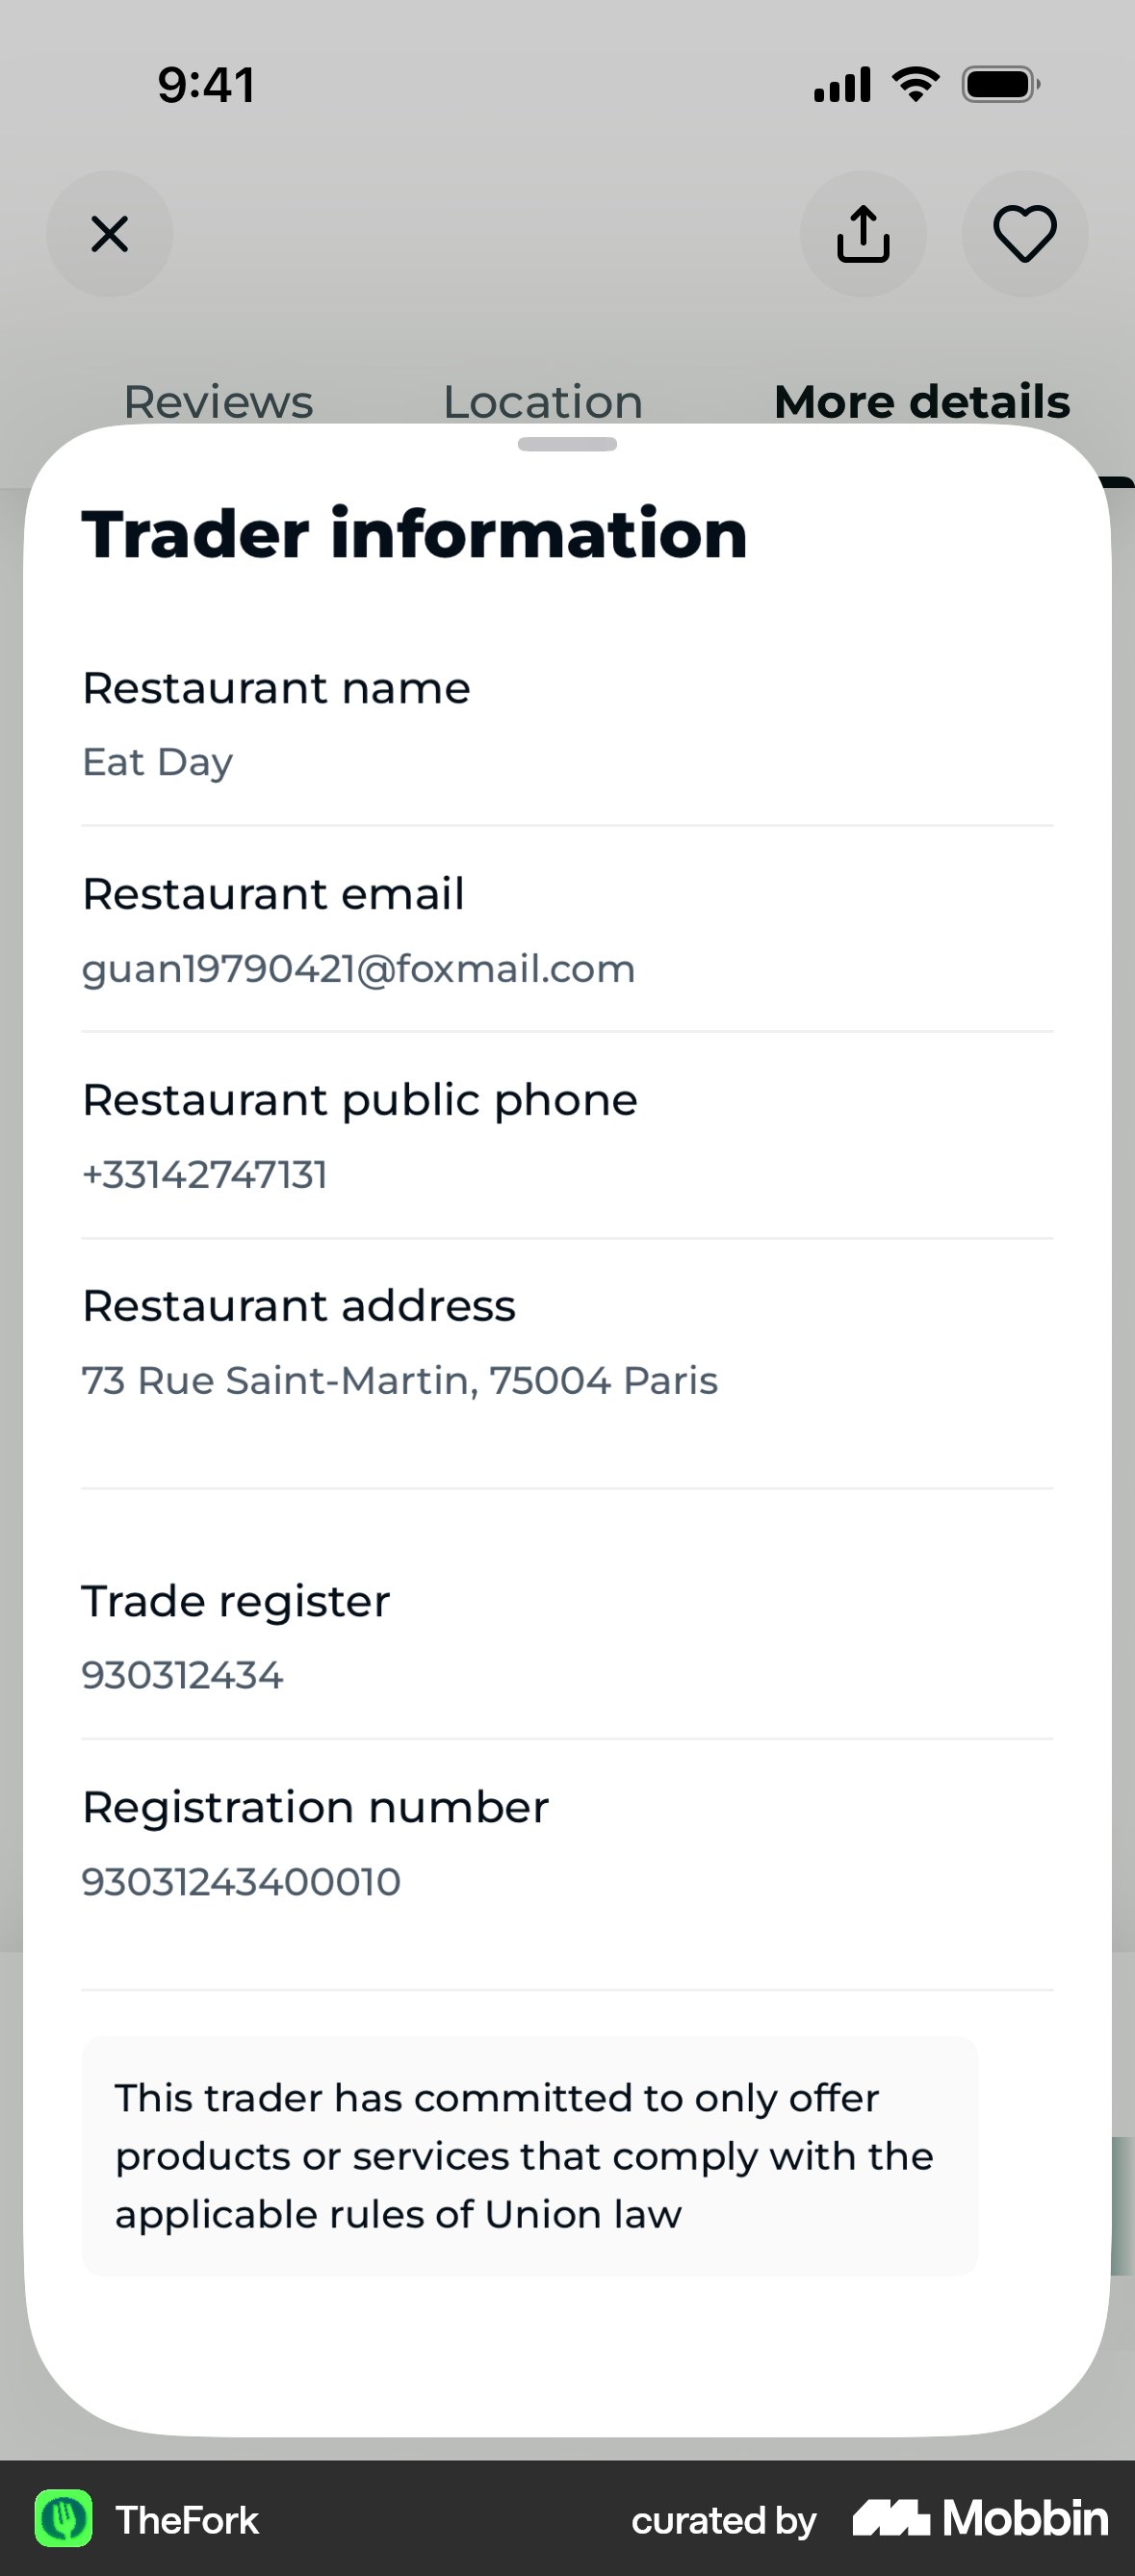 9:41
Reviews
Location
More details
Trader information
Restaurant name
Eat Day
Restaurant email
guan19790421@foxmail.com
Restaurant public phone
+33142747131
Restaurant address
73 Rue Saint-Martin, 75004 Paris
Trade register
930312434
Registration number
93031243400010
This trader has committed to only offer
products or services that comply with the
applicable rules of Union law
TheFork
curated by
Mobbin